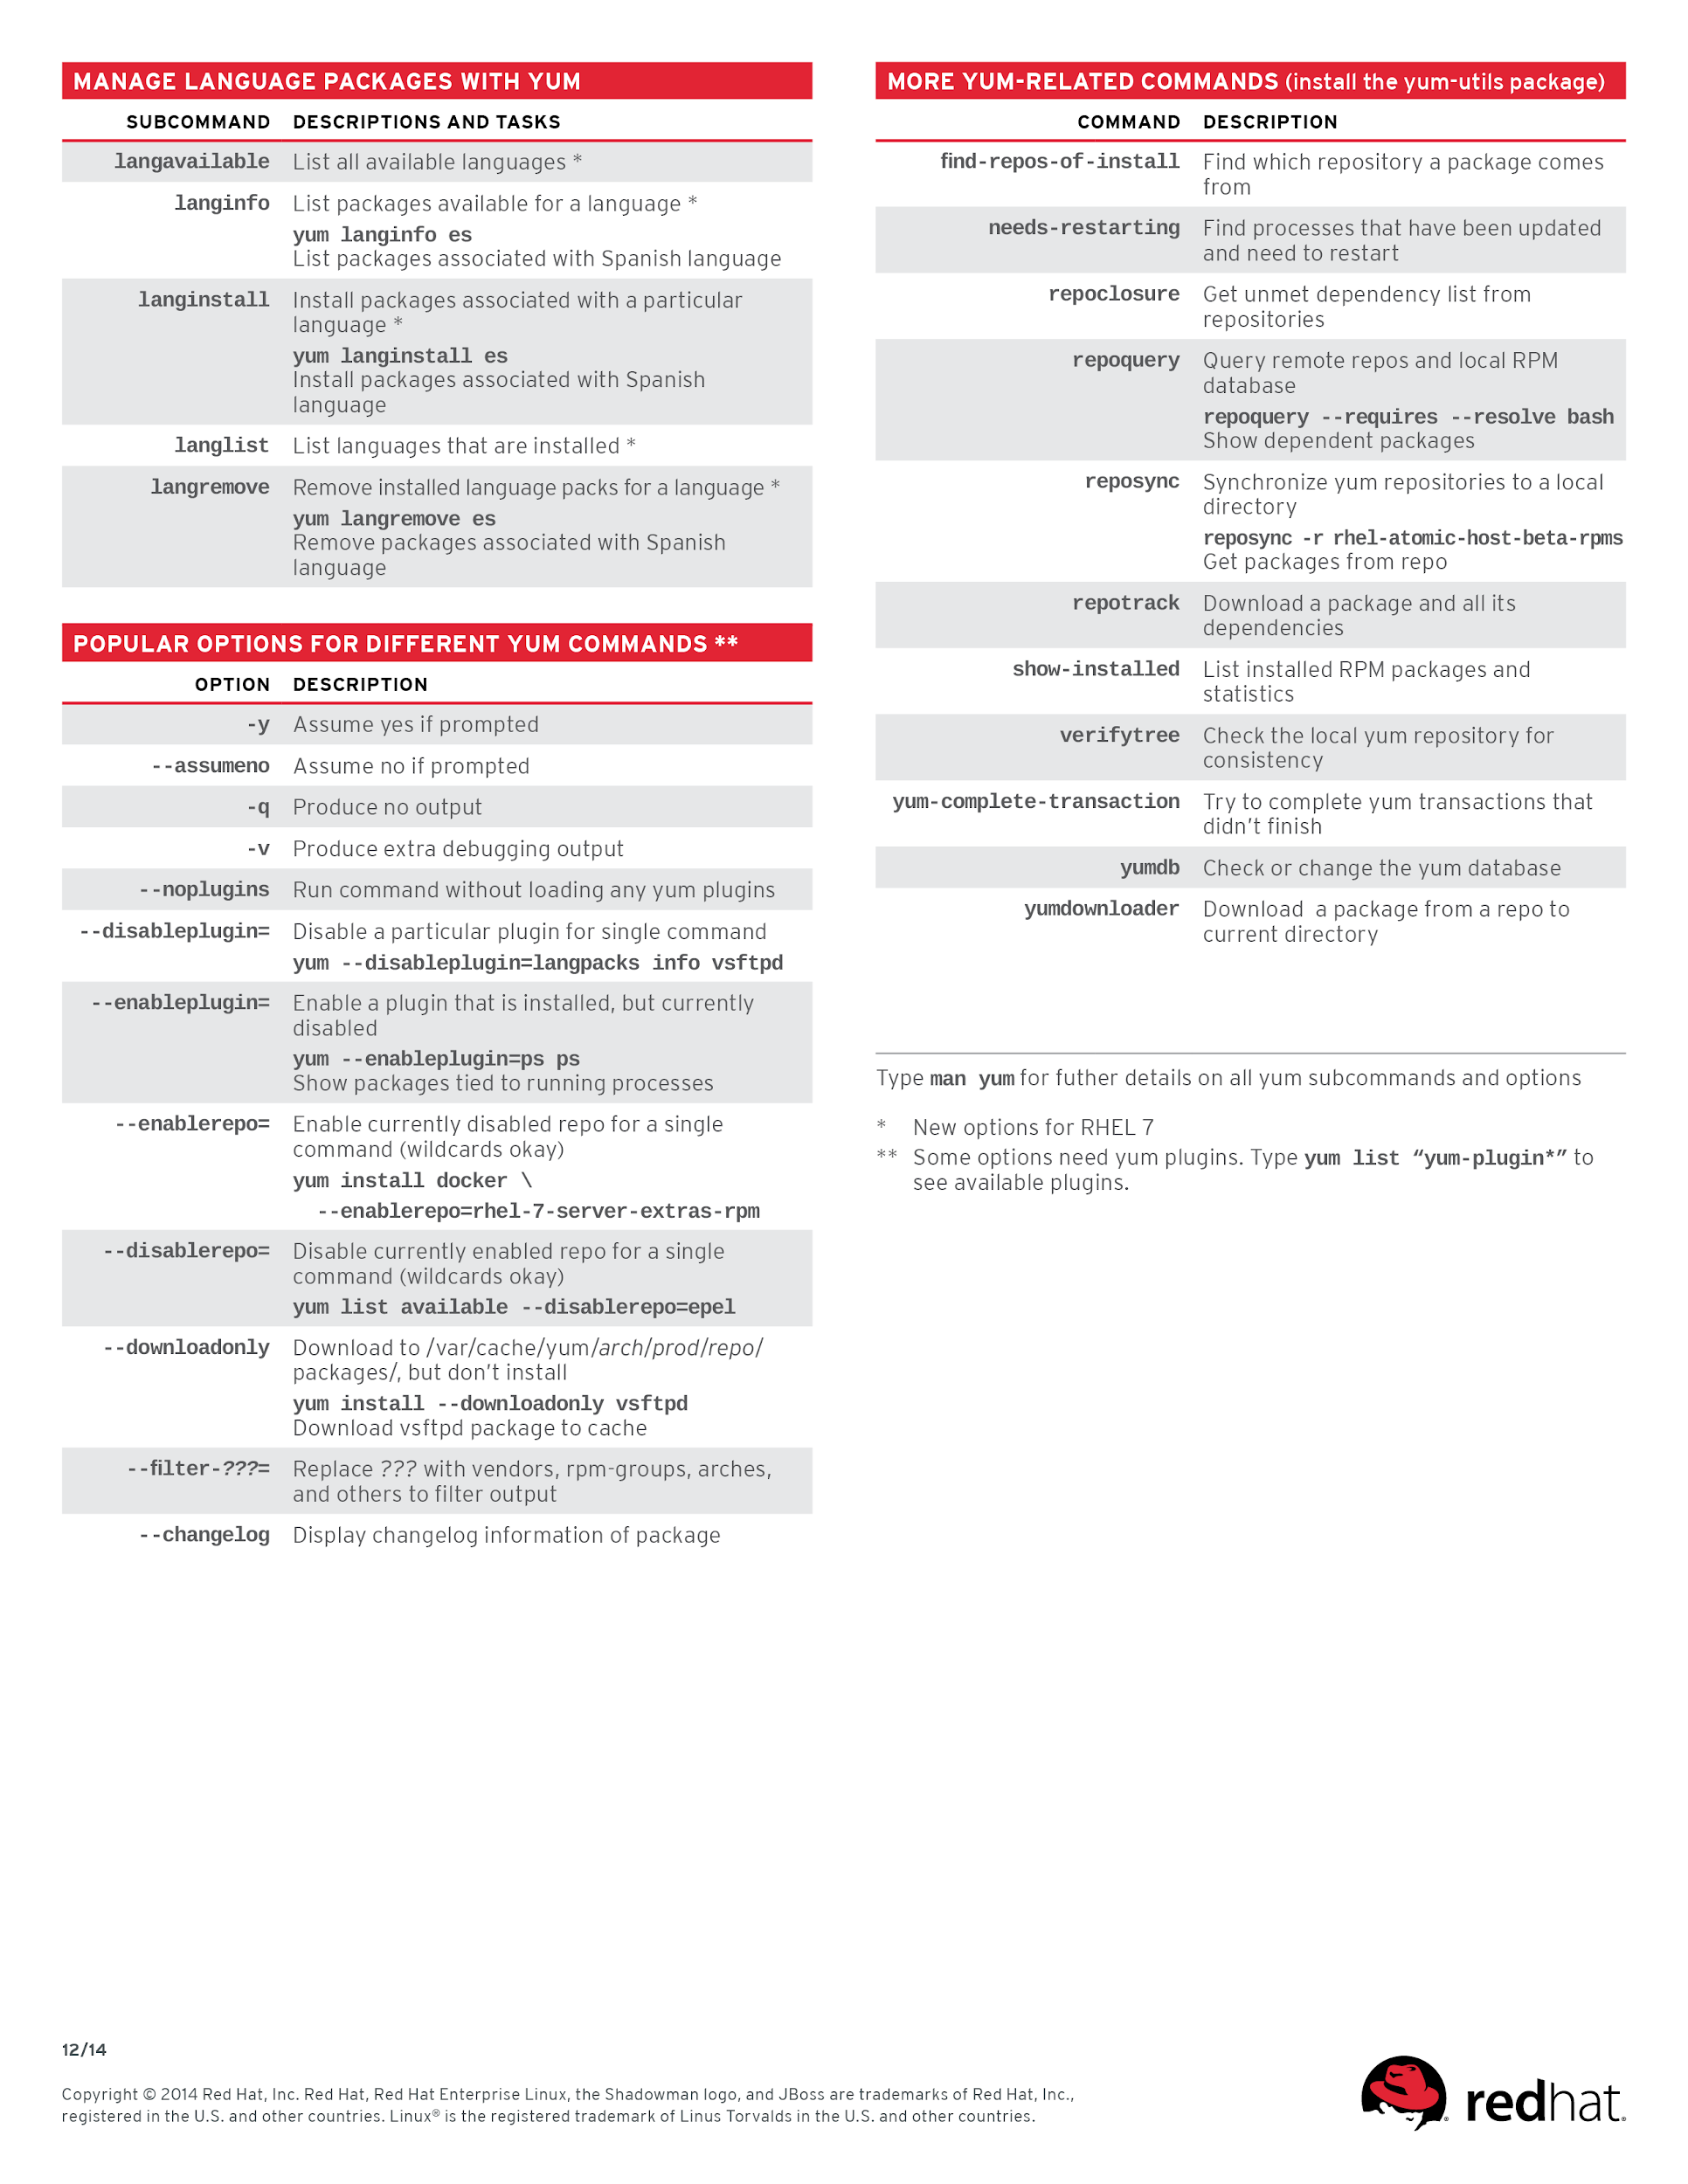 MANAGE LANGUAGE PACKAGES WITH YUM
SUBCOMMAND DESCRIPTIONS AND TASKS
langavailable List all available languages *
langinfo List packages available for a language *
yum langinfo es
List packages associated with Spanish language
langinstall Install packages associated with a particular
language *
yum langinstall es
Install packages associated with Spanish
language
langlist List languages that are installed *
langremove Remove installed language packs for a language *
yum langremove es
Remove packages associated with Spanish
language
POPULAR OPTIONS FOR DIFFERENT YUM COMMANDS **
OPTION DESCRIPTION
-y Assume yes if prompted
--assumeno Assume no if prompted
-q Produce no output
-v Produce extra debugging output
--noplugins Run command without loading any yum plugins
--disableplugin= Disable a particular plugin for single command
yum --disableplugin=langpacks info vsftpd
--enableplugin= Enable a plugin that is installed, but currently
disabled
yum --enableplugin=ps ps
Show packages tied to running processes
--enablerepo= Enable currently disabled repo for a single
command (wildcards okay)
yum install docker \
--enablerepo=rhel-7-server-extras-rpm
--disablerepo= Disable currently enabled repo for a single
command (wildcards okay)
yum list available --disablerepo=epel
--downloadonly Download to /var/cache/yum/arch/prod/repo/
packages/, but don’t install
yum install --downloadonly vsftpd
Download vsftpd package to cache
--filter-???= Replace ??? with vendors, rpm-groups, arches,
and others to filter output
--changelog Display changelog information of package
MORE YUM-RELATED COMMANDS (install the yum-utils package)
COMMAND DESCRIPTION
find-repos-of-install Find which repository a package comes
from
needs-restarting Find processes that have been updated
and need to restart
repoclosure Get unmet dependency list from
repositories
repoquery Query remote repos and local RPM
database
repoquery --requires --resolve bash
Show dependent packages
reposync Synchronize yum repositories to a local
directory
reposync -r rhel-atomic-host-beta-rpms
Get packages from repo
repotrack Download a package and all its
dependencies
show-installed List installed RPM packages and
statistics
verifytree Check the local yum repository for
consistency
yum-complete-transaction Try to complete yum transactions that
didn’t finish
yumdb Check or change the yum database
yumdownloader Download a package from a repo to
current directory
Type man yum for futher details on all yum subcommands and options
* New options for RHEL 7
** Some options need yum plugins. Type yum list “yum-plugin*” to
see available plugins.
12/14
Copyright © 2014 Red Hat, Inc. Red Hat, Red Hat Enterprise Linux, the Shadowman logo, and JBoss are trademarks of Red Hat, Inc.,
registered in the U.S. and other countries. Linux® is the registered trademark of Linus Torvalds in the U.S. and other countries.
redhat.®